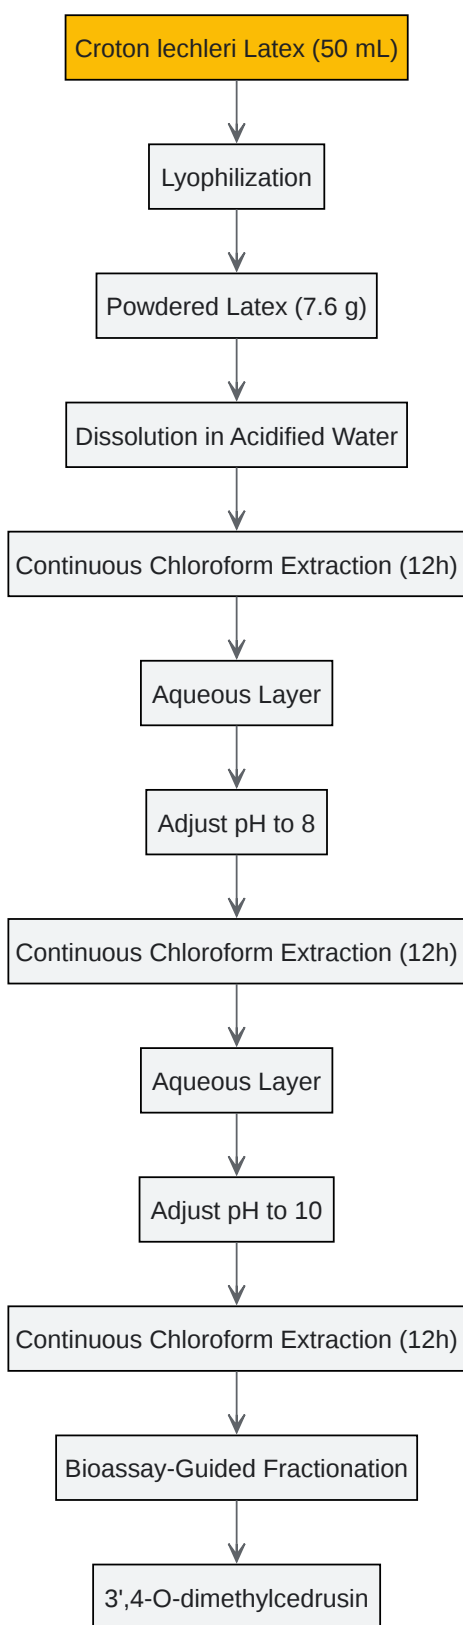 Croton lechleri Latex (50 mL)
Lyophilization
Powdered Latex (7.6 g)
Dissolution in Acidified Water
Continuous Chloroform Extraction (12h)
Aqueous Layer
Adjust pH to 8
Continuous Chloroform Extraction (12h)
Aqueous Layer
Adjust pH to 10
Continuous Chloroform Extraction (12h)
Bioassay-Guided Fractionation
3',4-O-dimethylcedrusin